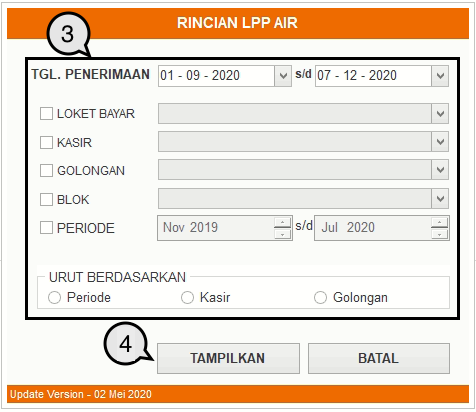 RINCIAN LPP AIR
3
TGL. PENERIMAAN 01 - 09 - 2020 s/d 07 - 12 - 2020
LOKET BAYAR
KASIR
GOLONGAN
BLOK
PERIODE Nov 2019 s/d Jul 2020
URUT BERDASARKAN
Periode Kasir Golongan
4
TAMPILKAN BATAL
Update Version - 02 Mei 2020